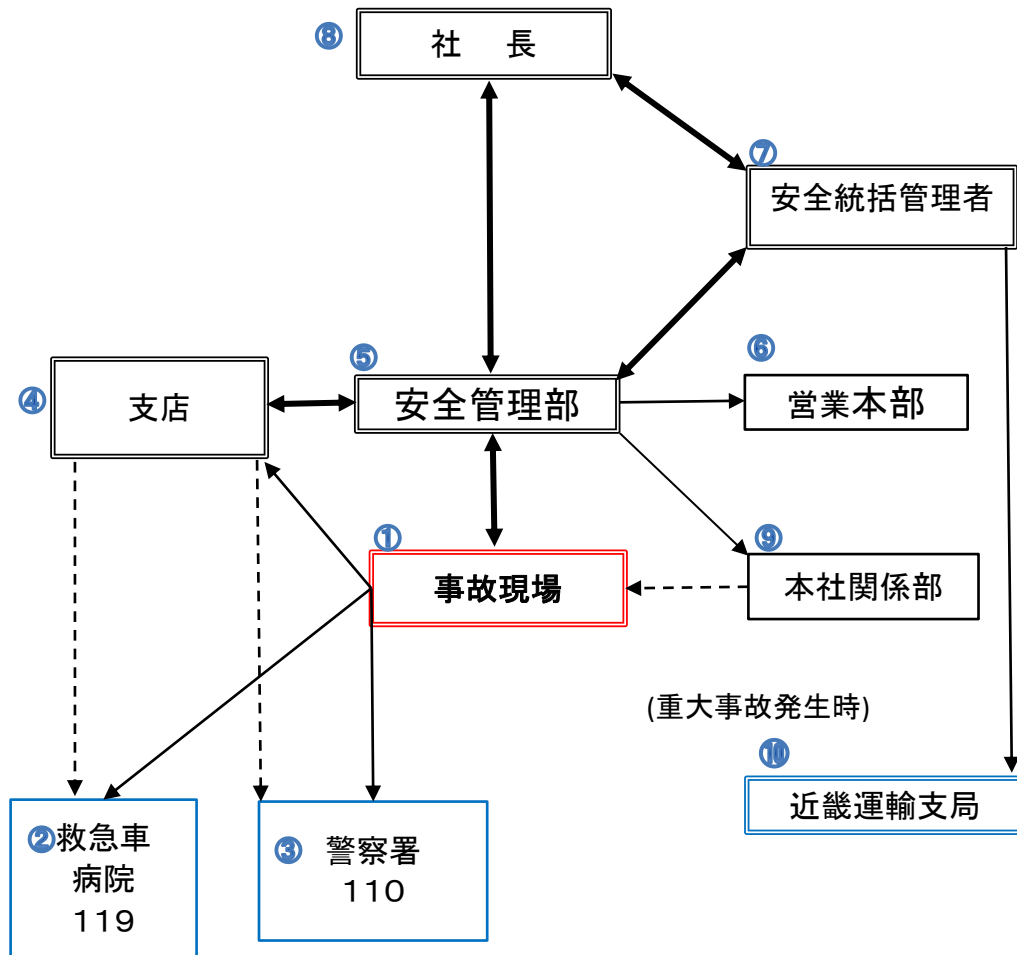 ⑧
社　長
⑦
安全統括管理者
⑤
⑥
④
支店
安全管理部
営業本部
①
⑨
事故現場
本社関係部
(重大事故発生時)
⑩
近畿運輸支局
②救急車
病院
119
③ 警察署
110